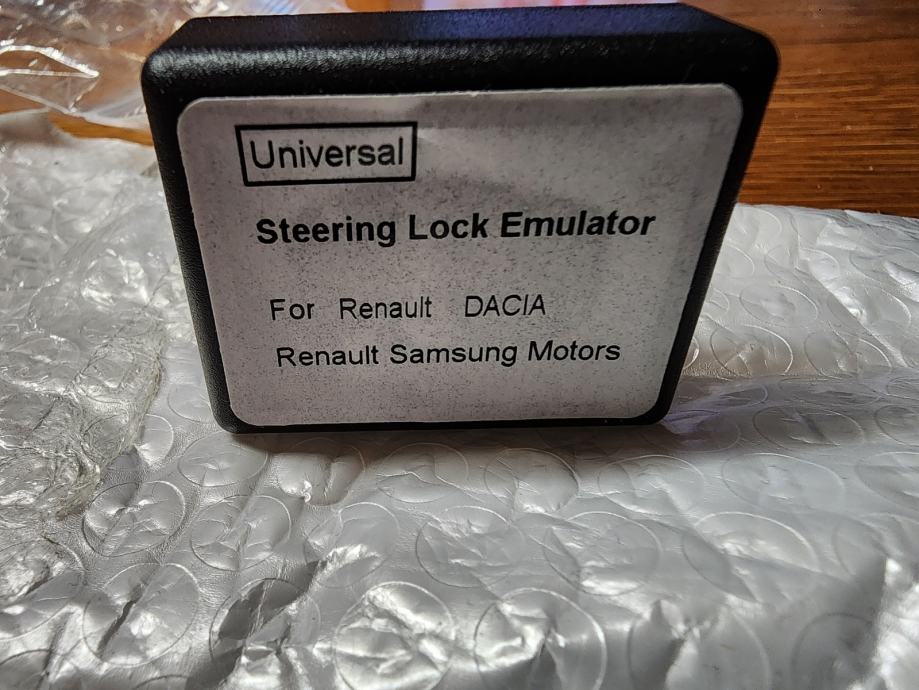 Universal
Steering Lock Emulator
For Renault DACIA
Renault Samsung Motors